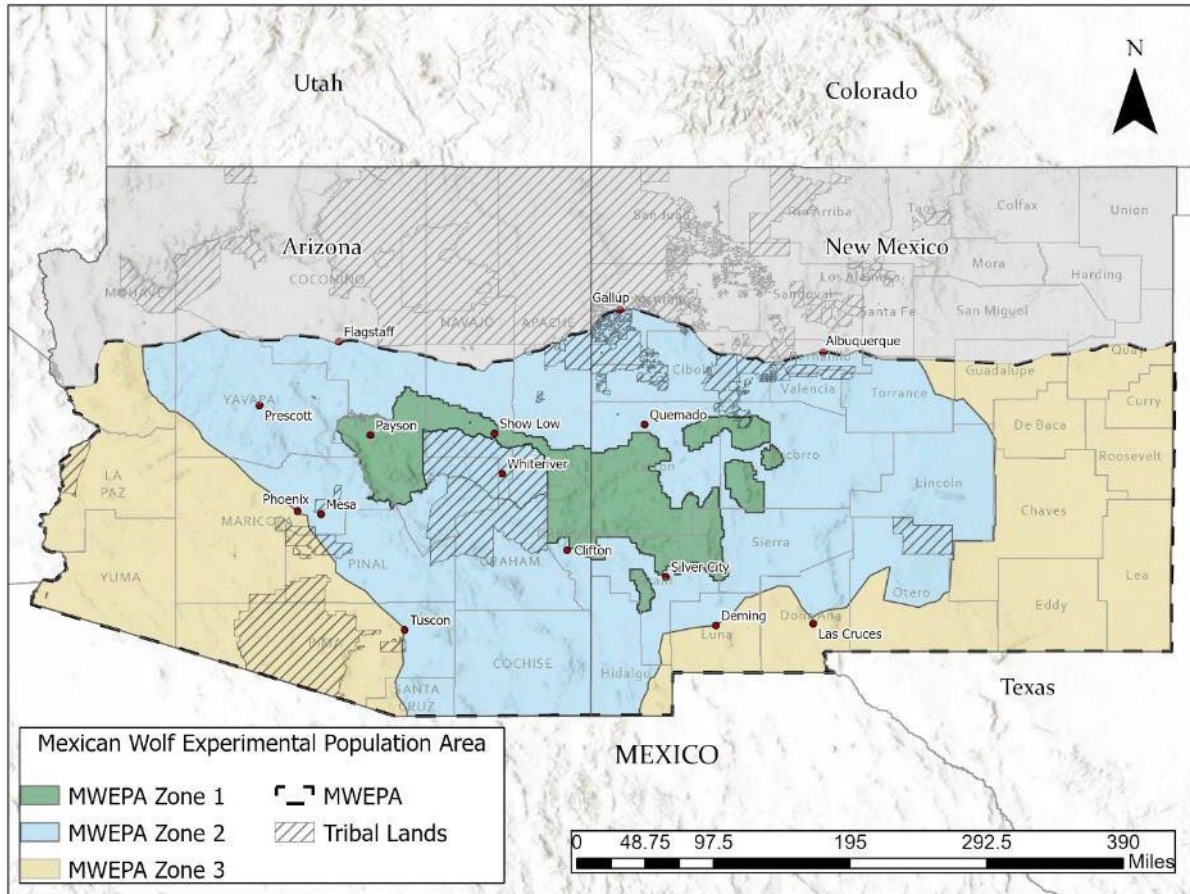 Utah
Colorado
N
Arizona
New Mexico
San Juan
Rio Arriba
Taos
Colfax
Union
MOHAVE
COCONINO
NAVAJO
APACHE
Los Alamos
Mora
Harding
Sandoval
Santa Fe
San Miguel
Gallup
Flagstaff
Albuquerque
Bernalillo
Quay
Cibola
Guadalupe
Valencia
Torrance
YAVAPAI
Prescott
Payson
Show Low
Quemado
De Baca
Curry
Whiteriver
Socorro
Roosevelt
LA
PAZ
Lincoln
Phoenix
Mesa
MARICOPA
Chaves
Sierra
YUMA
PINAL
GRAHAM
Clifton
Silver City
Otero
Lea
Eddy
Tuscon
Deming
Dona Ana
Las Cruces
PIMA
Luna
COCHISE
Hidalgo
SANTA
CRUZ
Texas
MEXICO
Mexican Wolf Experimental Population Area
MWEPA Zone 1
MWEPA
MWEPA Zone 2
Tribal Lands
MWEPA Zone 3
0 48.75 97.5 195 292.5 390
Miles